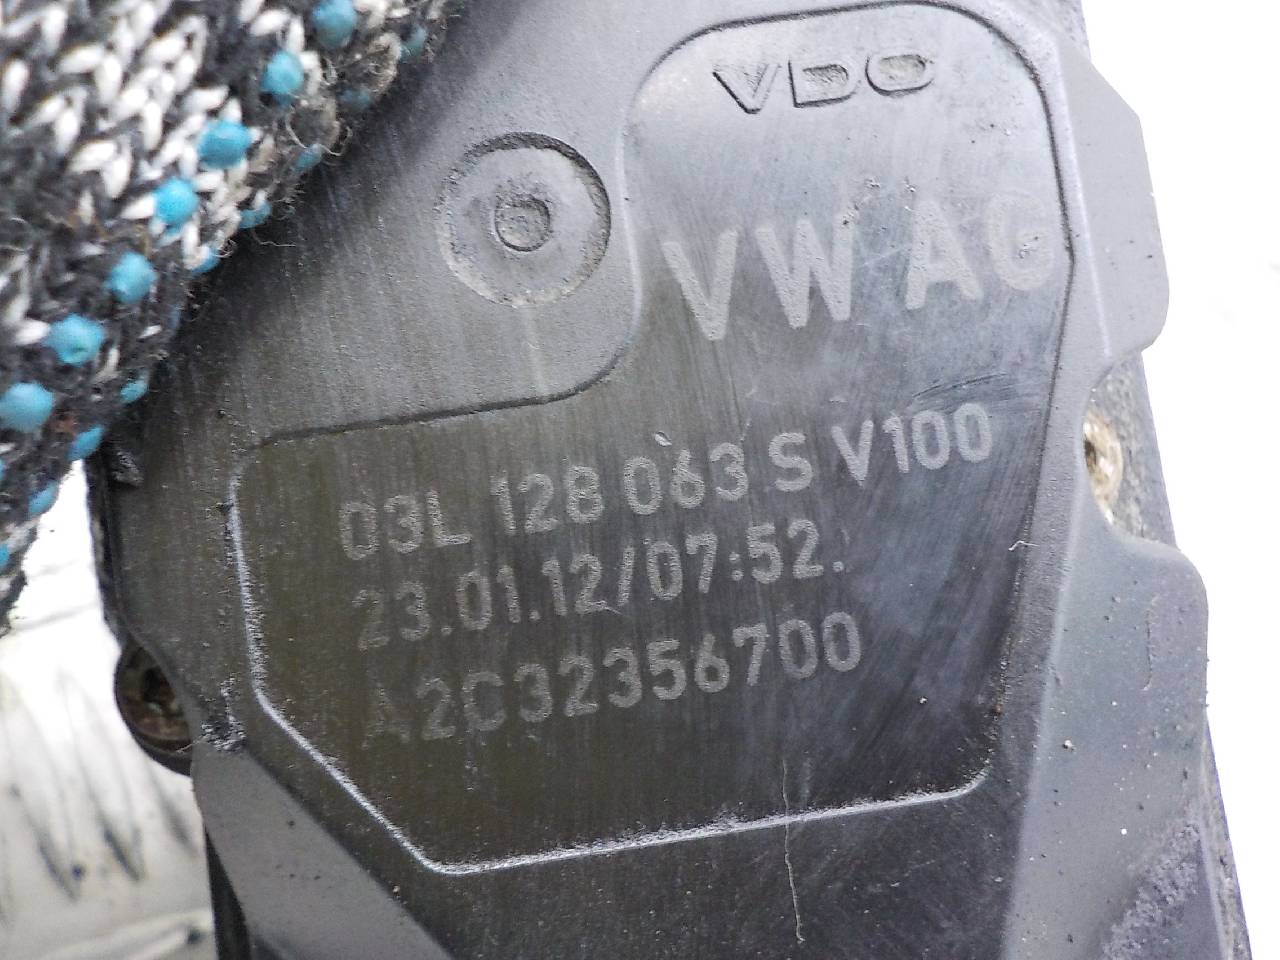 VDO
VW AG
03L 128 063 S V100
23.01.12/07:52.
A2C32356700